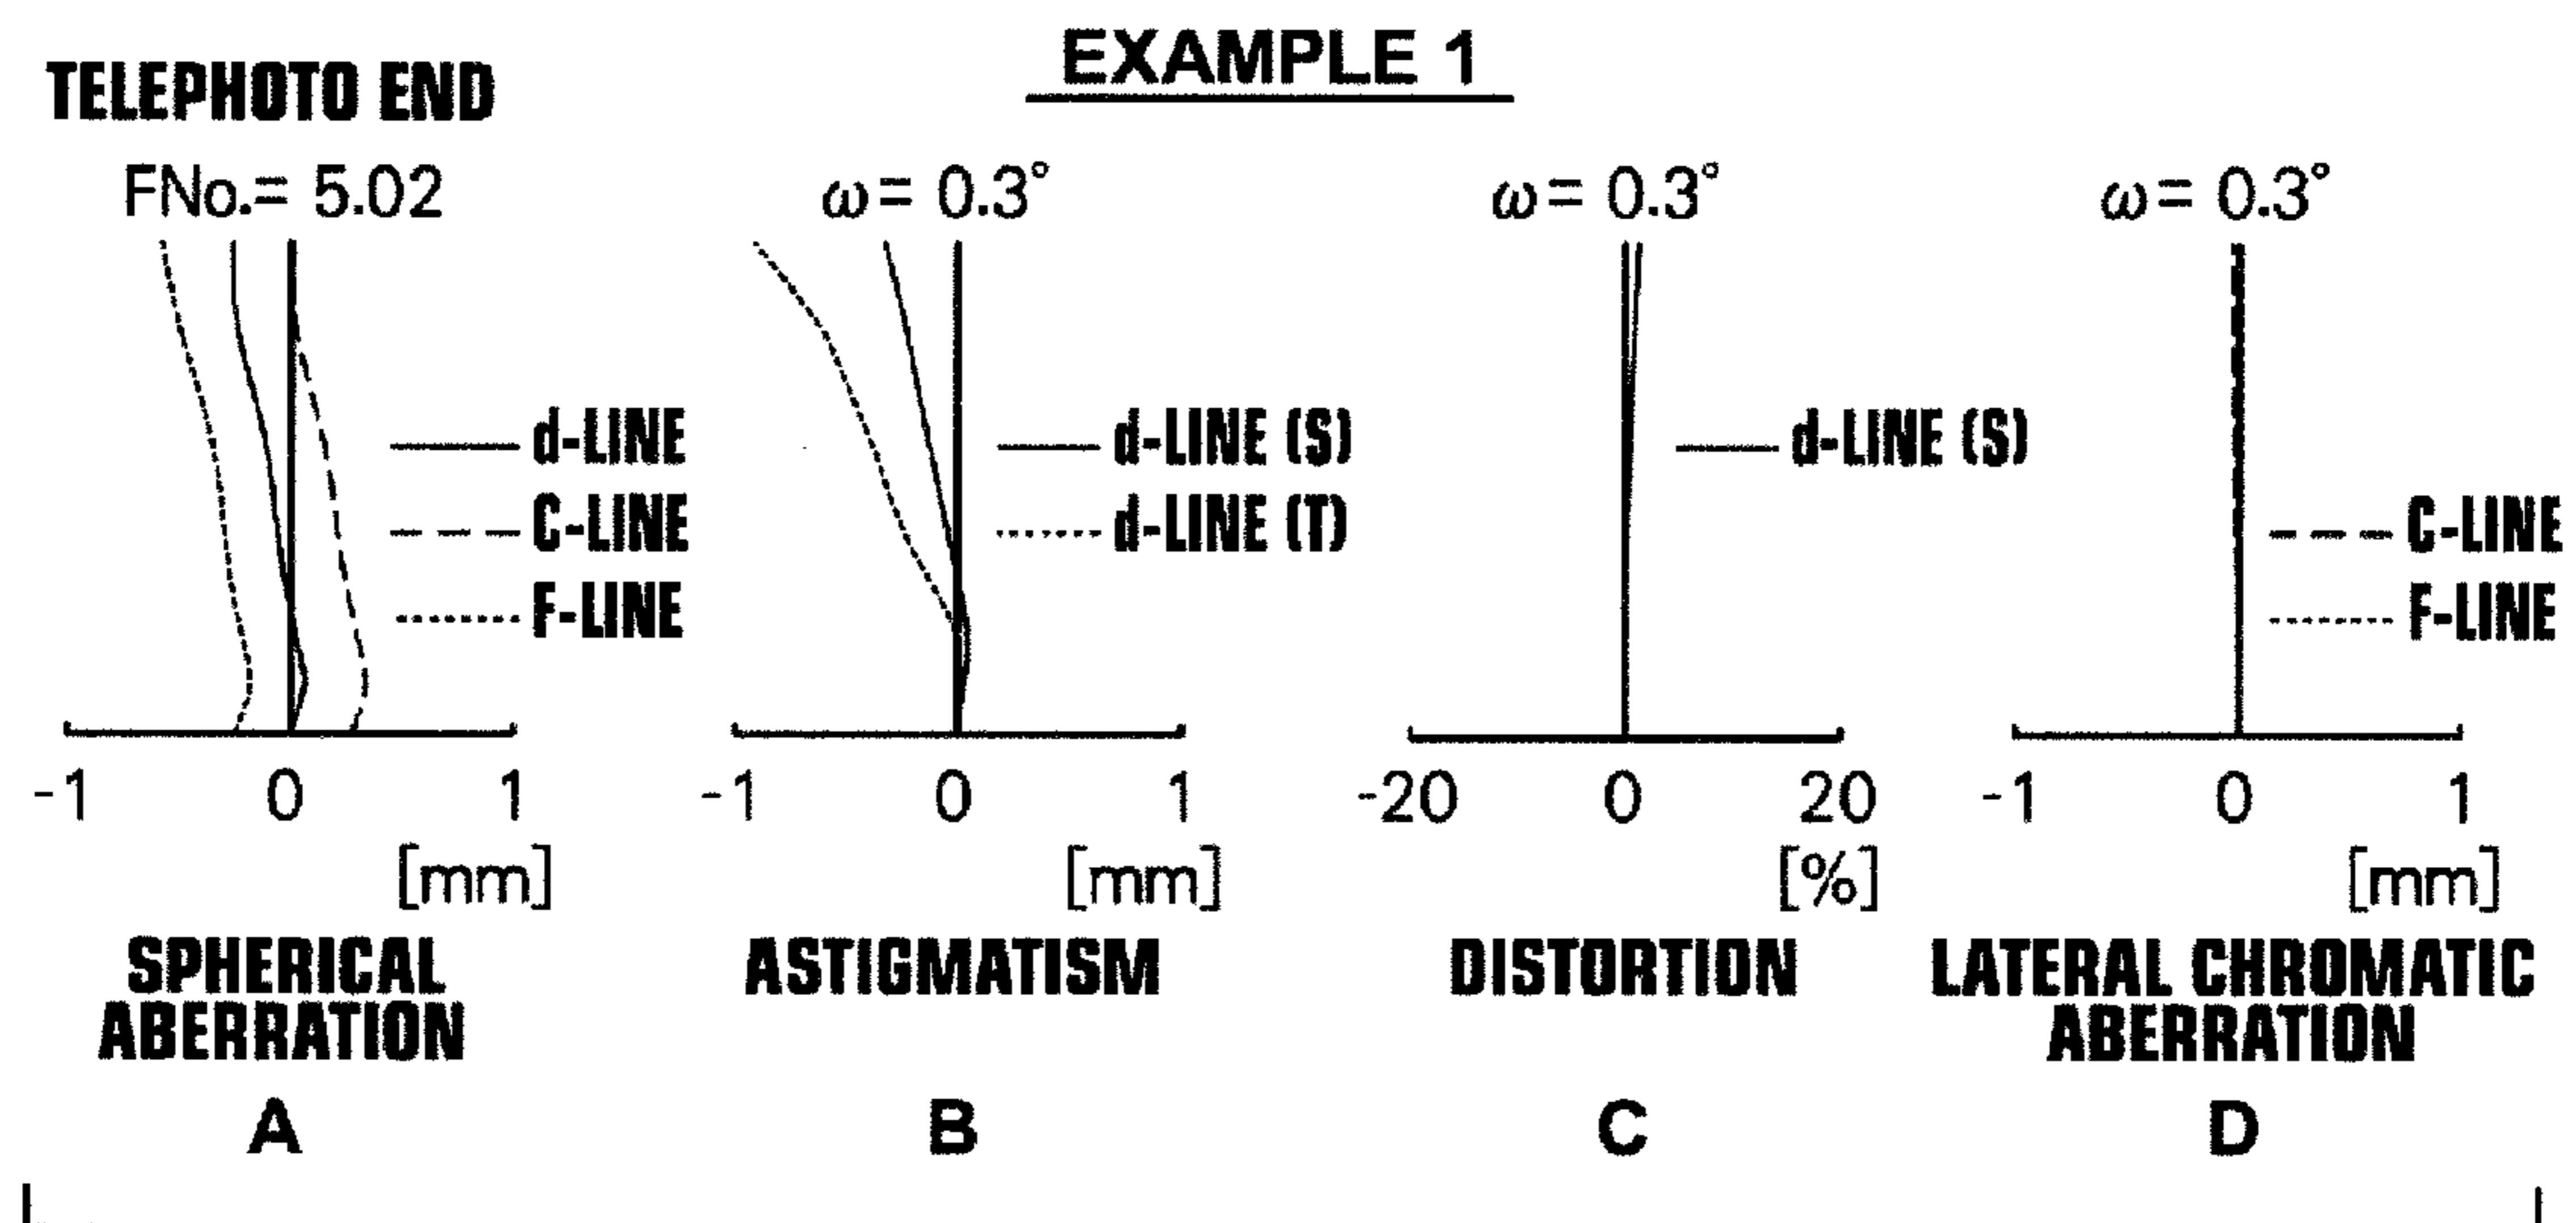 EXAMPLE 1
TELEPHOTO END
FNo.= 5.02
ω= 0.3°
ω= 0.3°
ω= 0.3°
d-LINE
C-LINE
F-LINE
d-LINE (S)
d-LINE (T)
d-LINE (S)
C-LINE
F-LINE
-1 0 1
[mm]
-1 0 1
[mm]
-20 0 20
[%]
-1 0 1
[mm]
SPHERICAL
ABERRATION
ASTIGMATISM
DISTORTION
LATERAL CHROMATIC
ABERRATION
A
B
C
D